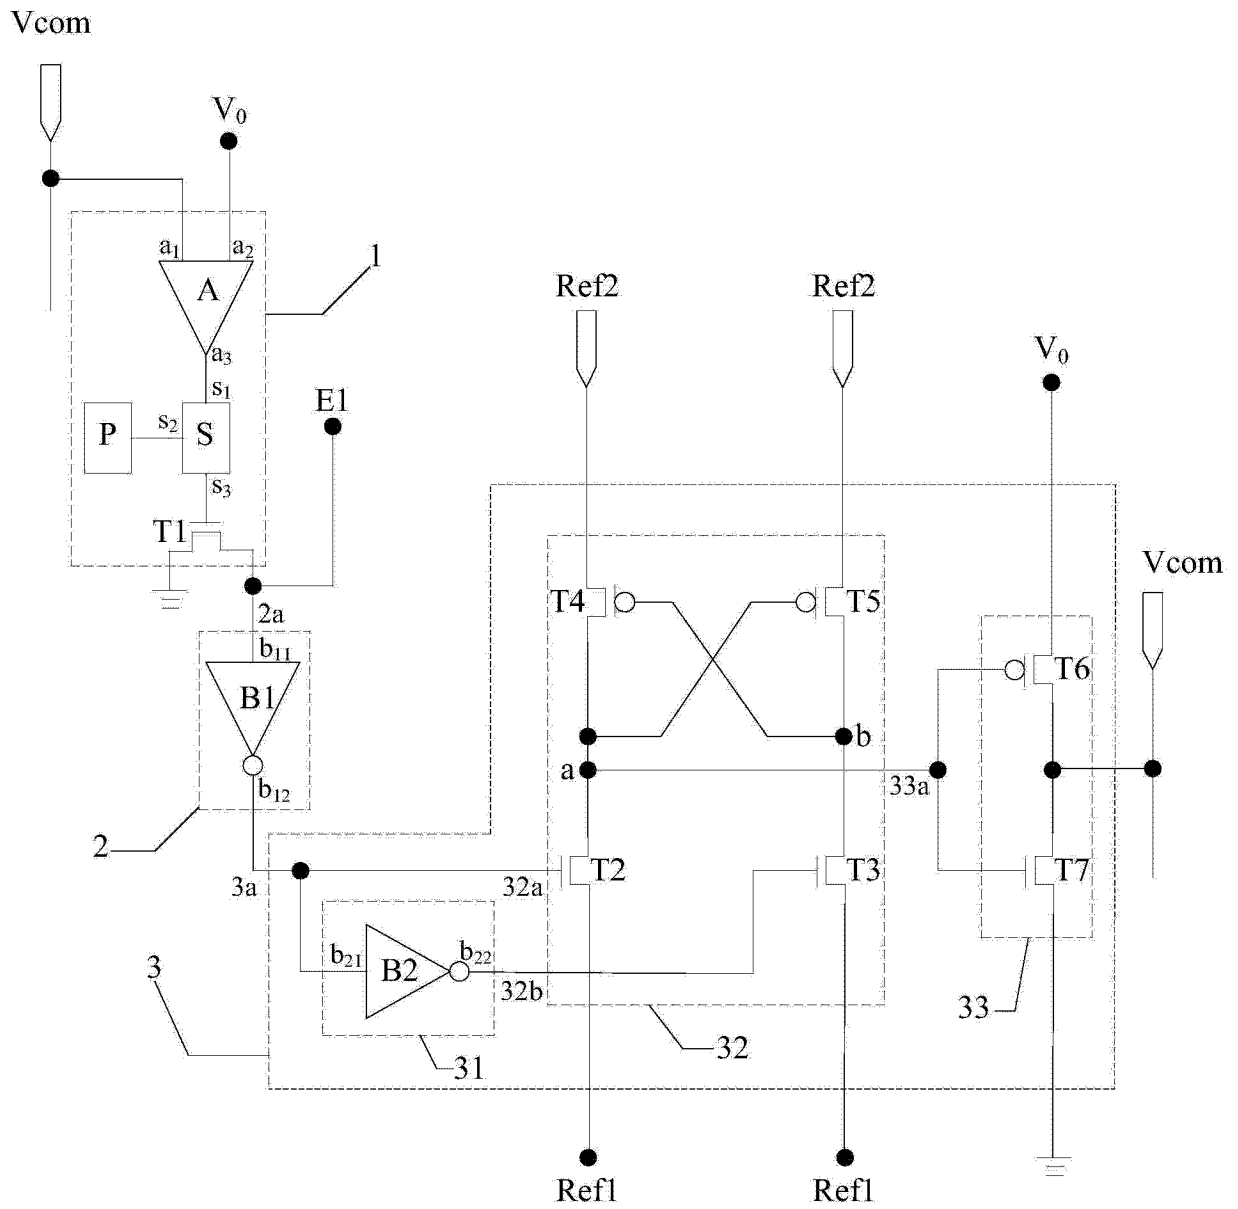 Vcom
V₀
a₁ a₂
A
1
a₃
s₁
P s₂ S
s₃
E1
T1
2a
b₁₁
B1
b₁₂
2
3a
32a
b₂₁ B2 b₂₂
32b
31
3
Ref2 Ref2
V₀
T4 T5
b
a
T2 T3
32
33a
T6
Vcom
T7
33
Ref1 Ref1